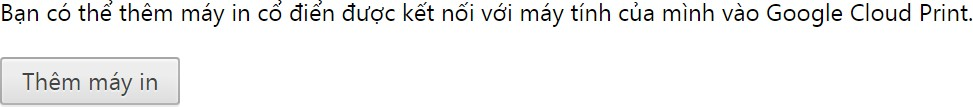 Bạn có thể thêm máy in cổ điển được kết nối với máy tính của mình vào Google Cloud Print.
Thêm máy in